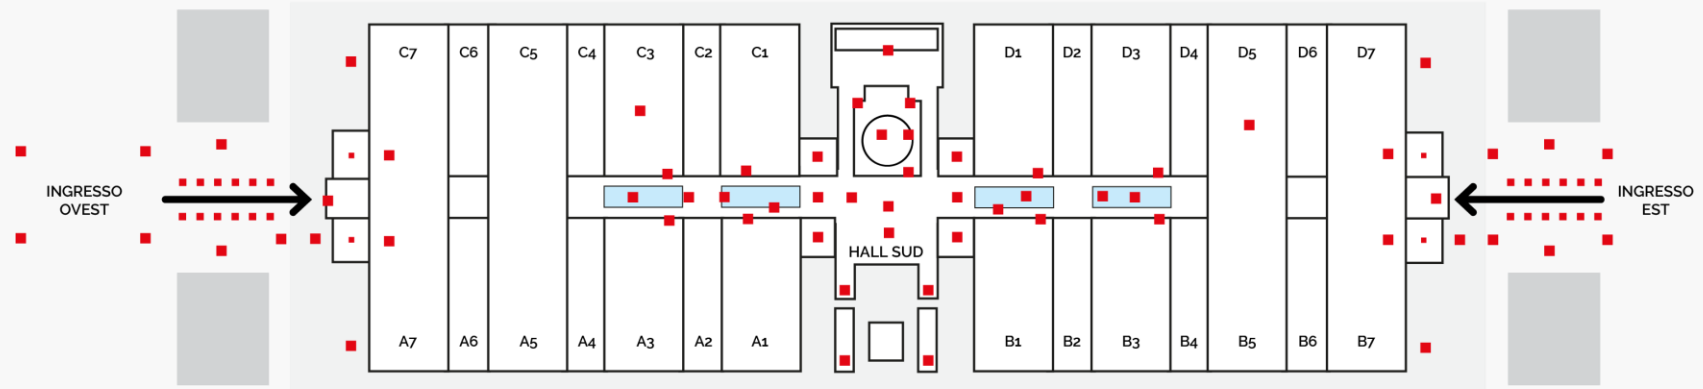 C7 C6 C5 C4 C3 C2 C1 D1 D2 D3 D4 D5 D6 D7
INGRESSO
OVEST
INGRESSO
EST
HALL SUD
A7 A6 A5 A4 A3 A2 A1 B1 B2 B3 B4 B5 B6 B7